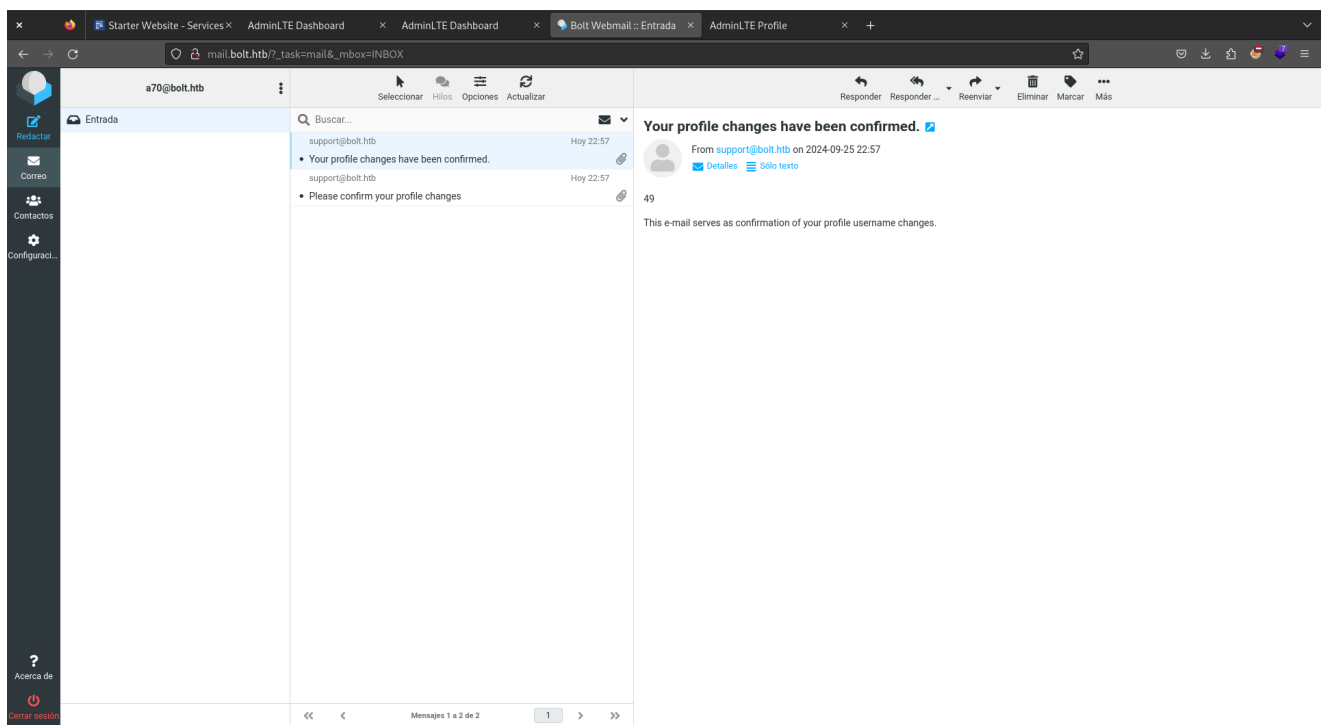 Starter Website - Services
AdminLTE Dashboard
AdminLTE Dashboard
Bolt Webmail :: Entrada
AdminLTE Profile
mail.bolt.htb/?_task=mail&_mbox=INBOX
7
a70@bolt.htb
Seleccionar
Hilos
Opciones
Actualizar
Responder
Responder ...
Reenviar
Eliminar
Marcar
Más
Redactar
Correo
Contactos
Configuraci...
Acerca de
Cerrar sesión
Entrada
Buscar...
support@bolt.htb Hoy 22:57
Your profile changes have been confirmed.
support@bolt.htb Hoy 22:57
Please confirm your profile changes
Mensajes 1 a 2 de 2
1
Your profile changes have been confirmed.
From support@bolt.htb on 2024-09-25 22:57
Detalles Sólo texto
49
This e-mail serves as confirmation of your profile username changes.